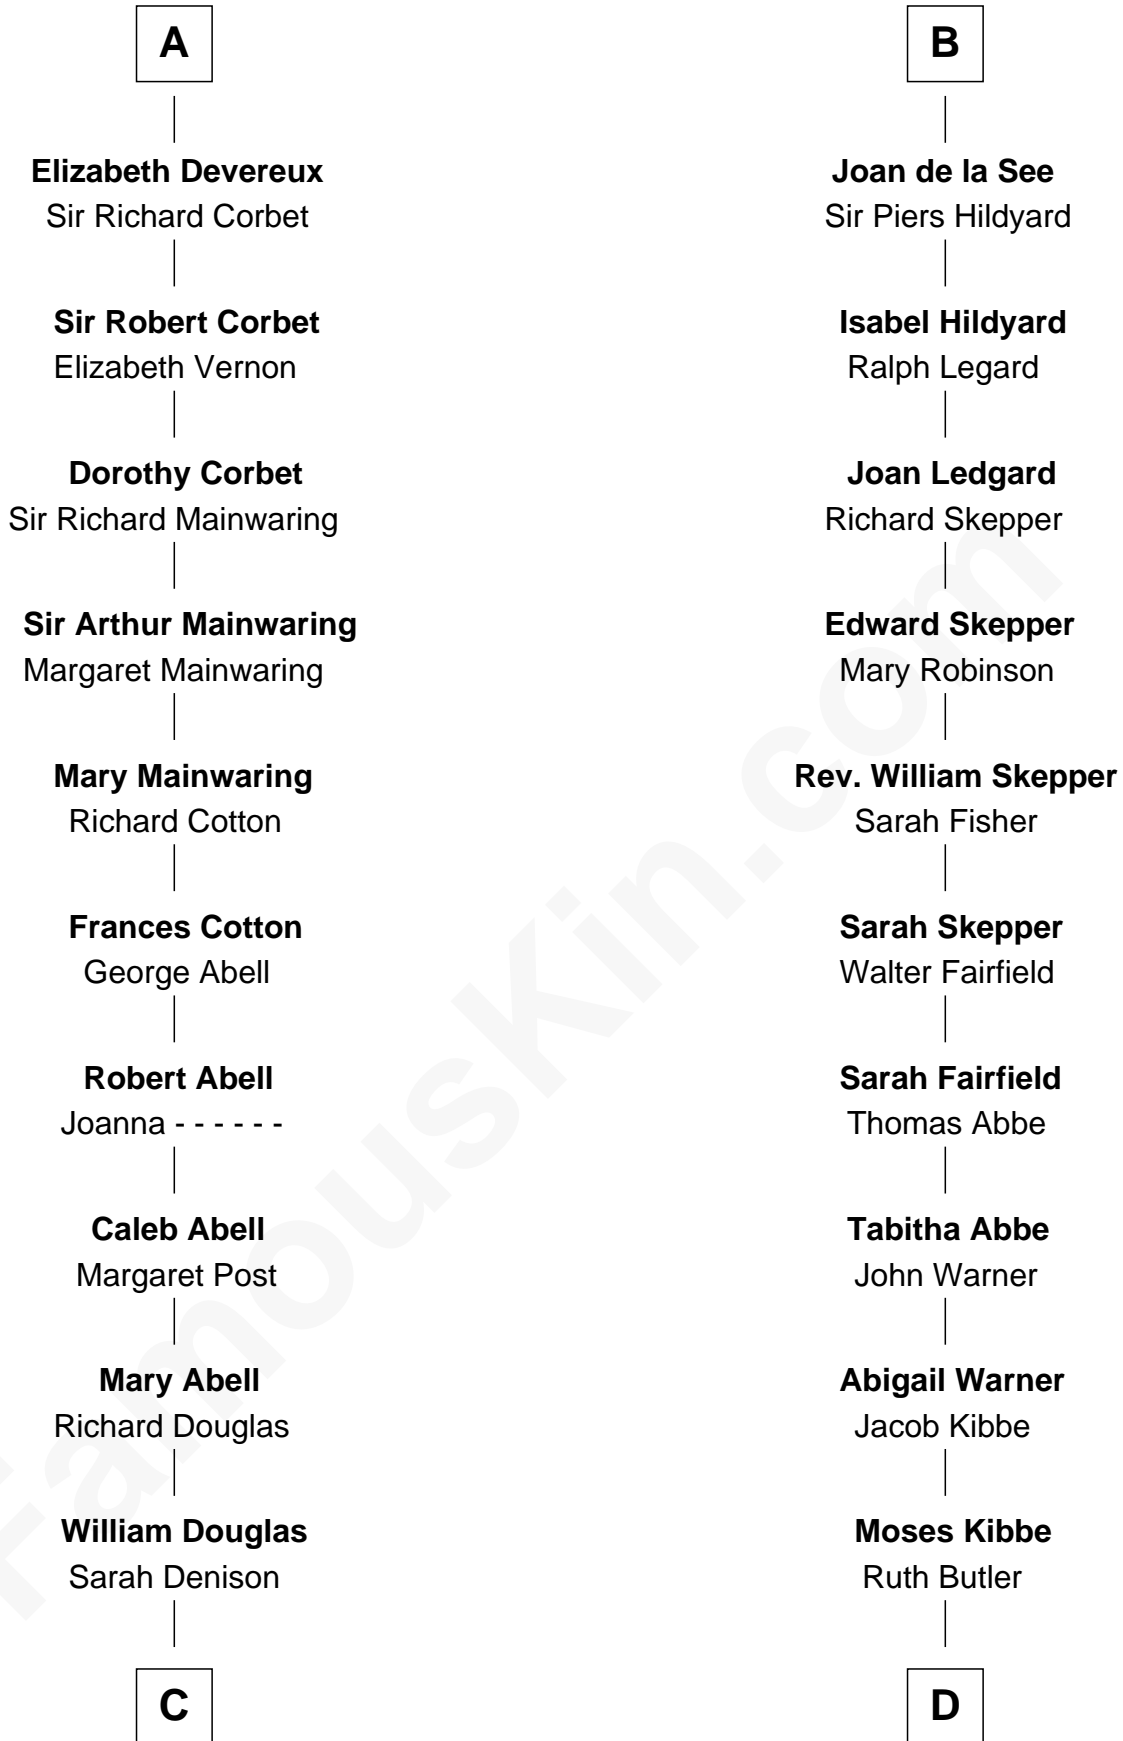 A
Elizabeth Devereux
Sir Richard Corbet
Sir Robert Corbet
Elizabeth Vernon
Dorothy Corbet
Sir Richard Mainwaring
Sir Arthur Mainwaring
Margaret Mainwaring
Mary Mainwaring
Richard Cotton
Frances Cotton
George Abell
Robert Abell
Joanna - - - - - -
Caleb Abell
Margaret Post
Mary Abell
Richard Douglas
William Douglas
Sarah Denison
C
B
Joan de la See
Sir Piers Hildyard
Isabel Hildyard
Ralph Legard
Joan Ledgard
Richard Skepper
Edward Skepper
Mary Robinson
Rev. William Skepper
Sarah Fisher
Sarah Skepper
Walter Fairfield
Sarah Fairfield
Thomas Abbe
Tabitha Abbe
John Warner
Abigail Warner
Jacob Kibbe
Moses Kibbe
Ruth Butler
D
FamousKin.com